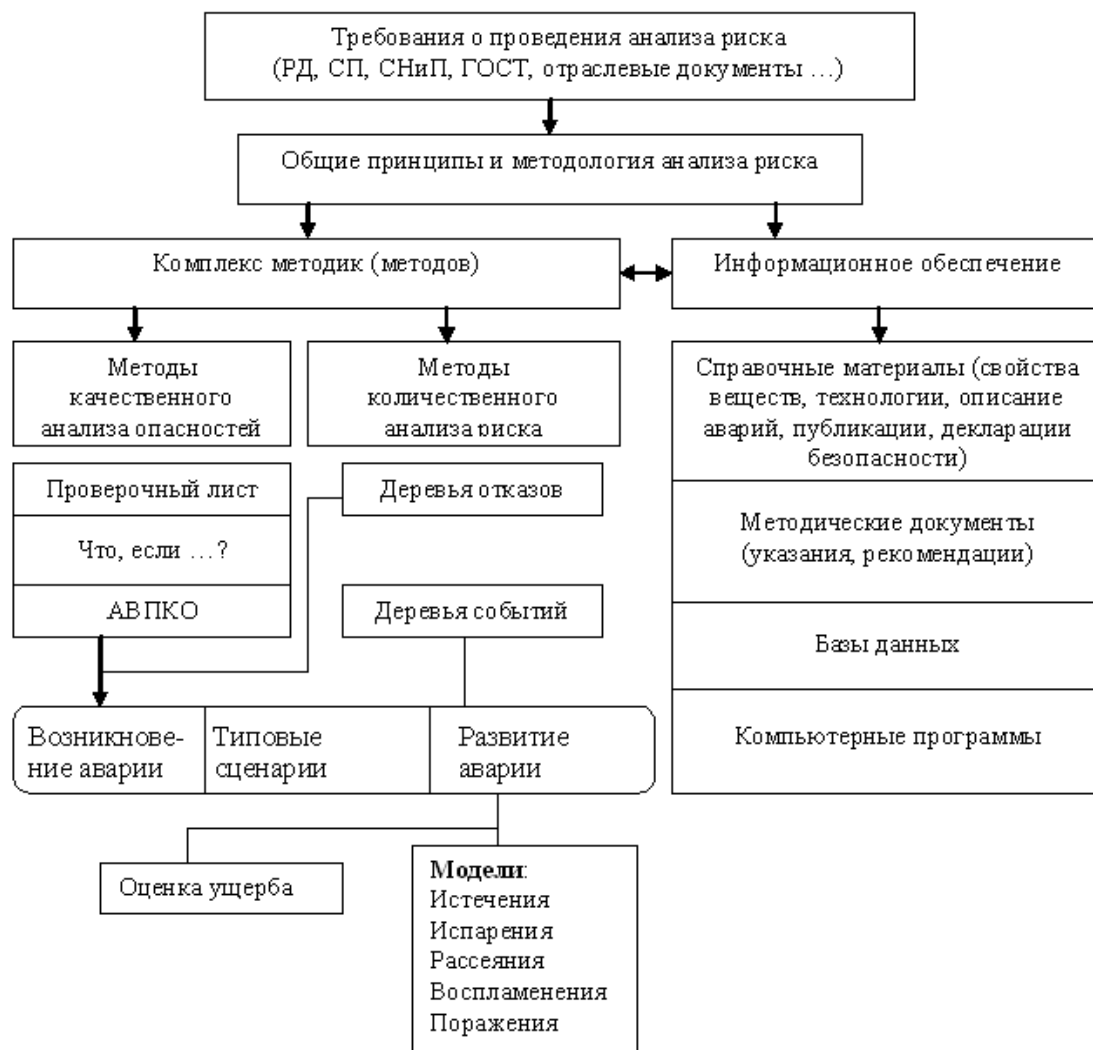 Требования о проведения анализа риска
(РД, СП, СНиП, ГОСТ, отраслевые документы …)
Общие принципы и методология анализа риска
Комплекс методик (методов)
Информационное обеспечение
Методы
качественного
анализа опасностей
Методы
количественного
анализа риска
Справочные материалы (свойства
веществ, технологии, описание
аварий, публикации, декларации
безопасности)
Проверочный лист
Деревья отказов
Что, если …?
Методические документы
(указания, рекомендации)
АВПКО
Деревья событий
Базы данных
Возникнове-
ние аварии
Типовые
сценарии
Развитие
аварии
Компьютерные программы
Оценка ущерба
Модели:
Истечения
Испарения
Рассеяния
Воспламенения
Поражения